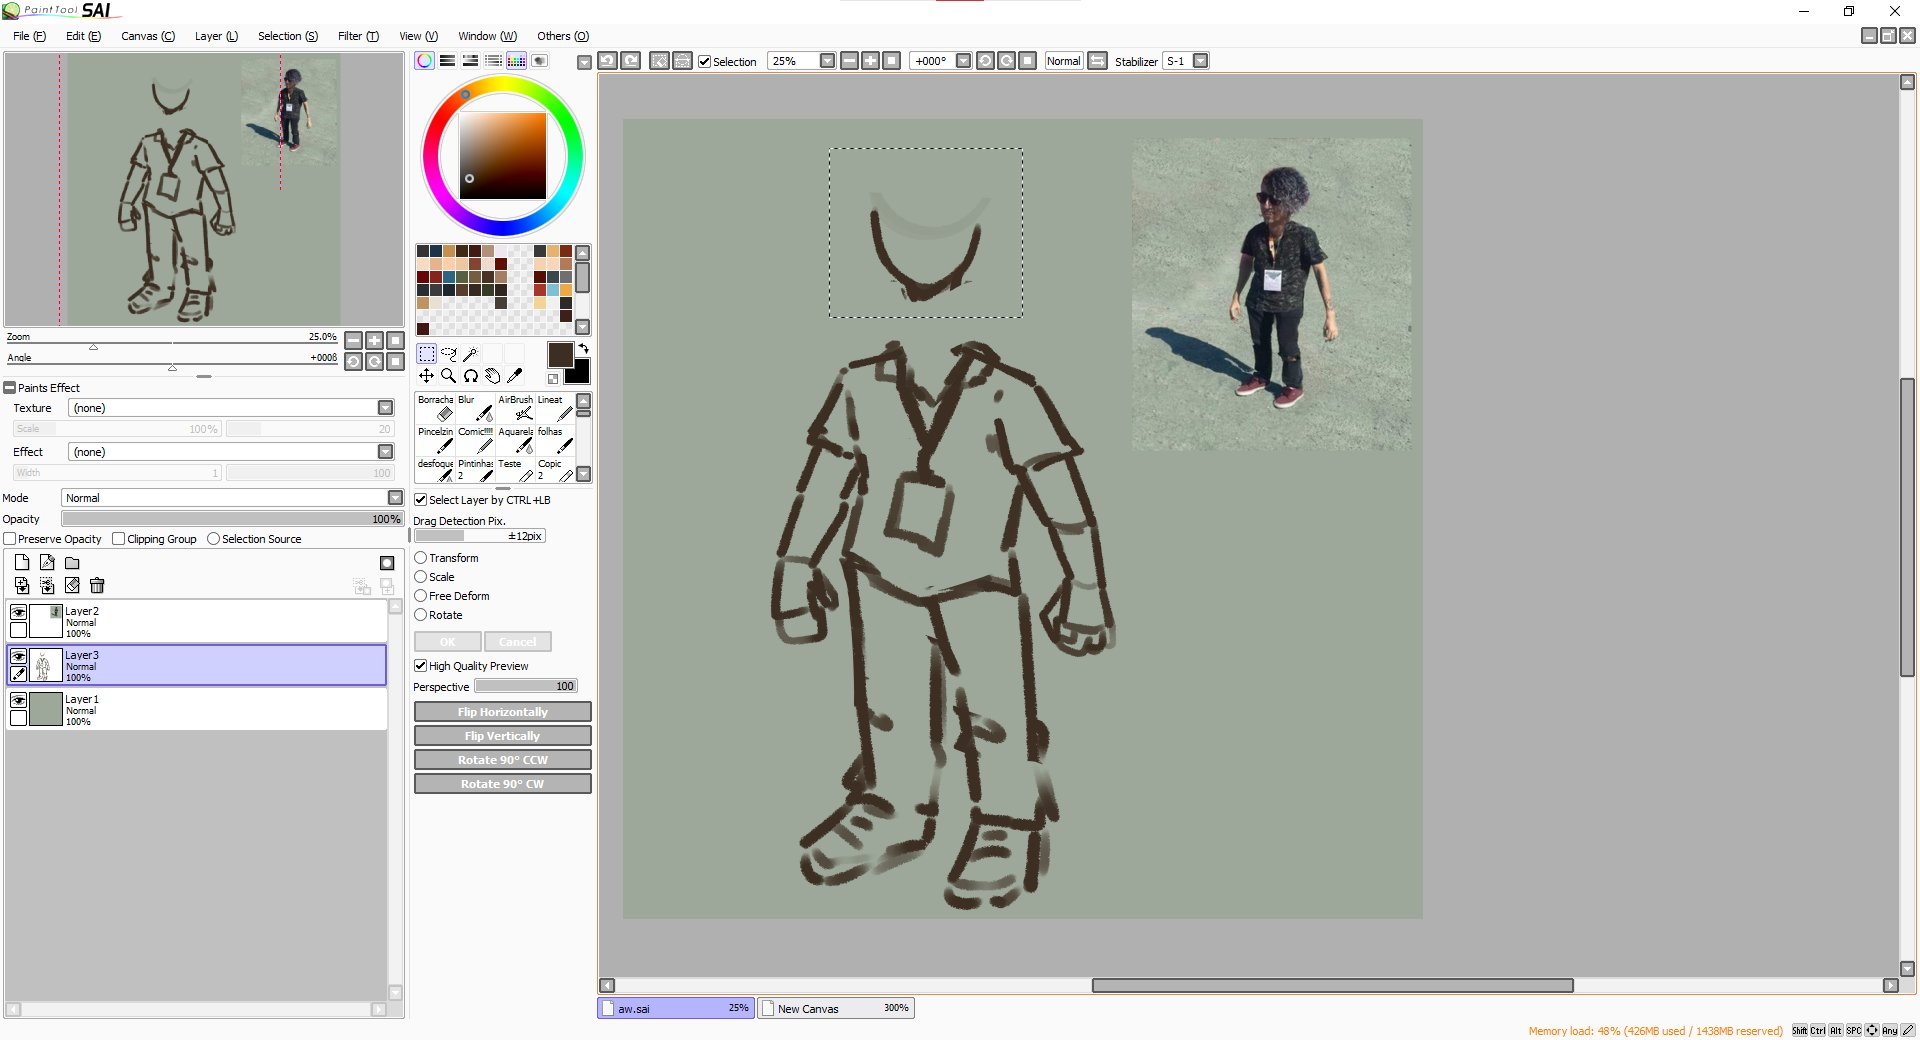 PaintTool SAI
File (F) Edit (E) Canvas (C) Layer (L) Selection (S) Filter (T) View (V) Window (W) Others (O)
Selection 25% +000° Normal Stabilizer S-1
Zoom 25.0%
Angle +000ß
Paints Effect
Texture (none)
Scale 100% 20
Effect (none)
Width 1 100
Mode Normal
Opacity 100%
Preserve Opacity Clipping Group Selection Source
Layer2
Normal
100%
Layer3
Normal
100%
Layer1
Normal
100%
Borracha Blur AirBrush Lineat
Pincelzin Comic!!!! Aquarela folhas
desfoque Pintinhas 2 Teste Copic 2
Select Layer by CTRL+LB
Drag Detection Pix.
±12pix
Transform
Scale
Free Deform
Rotate
OK Cancel
High Quality Preview
Perspective 100
Flip Horizontally
Flip Vertically
Rotate 90° CCW
Rotate 90° CW
aw.sai 25% New Canvas 300%
Memory load: 48% (426MB used / 1438MB reserved) Shift Ctrl Alt SPC Any